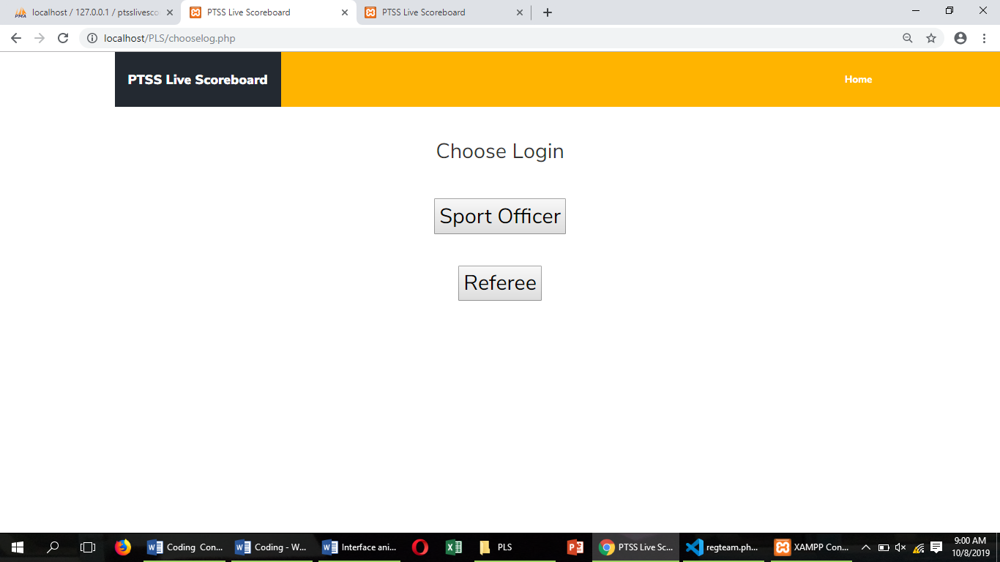 localhost / 127.0.0.1 / ptsslivesco
PTSS Live Scoreboard
PTSS Live Scoreboard
localhost/PLS/chooselog.php
PTSS Live Scoreboard
Home
Choose Login
Sport Officer
Referee
Coding Con...
Coding - W...
Interface ani...
PLS
PTSS Live Sc...
regteam.ph...
XAMPP Con...
9:00 AM
10/8/2019